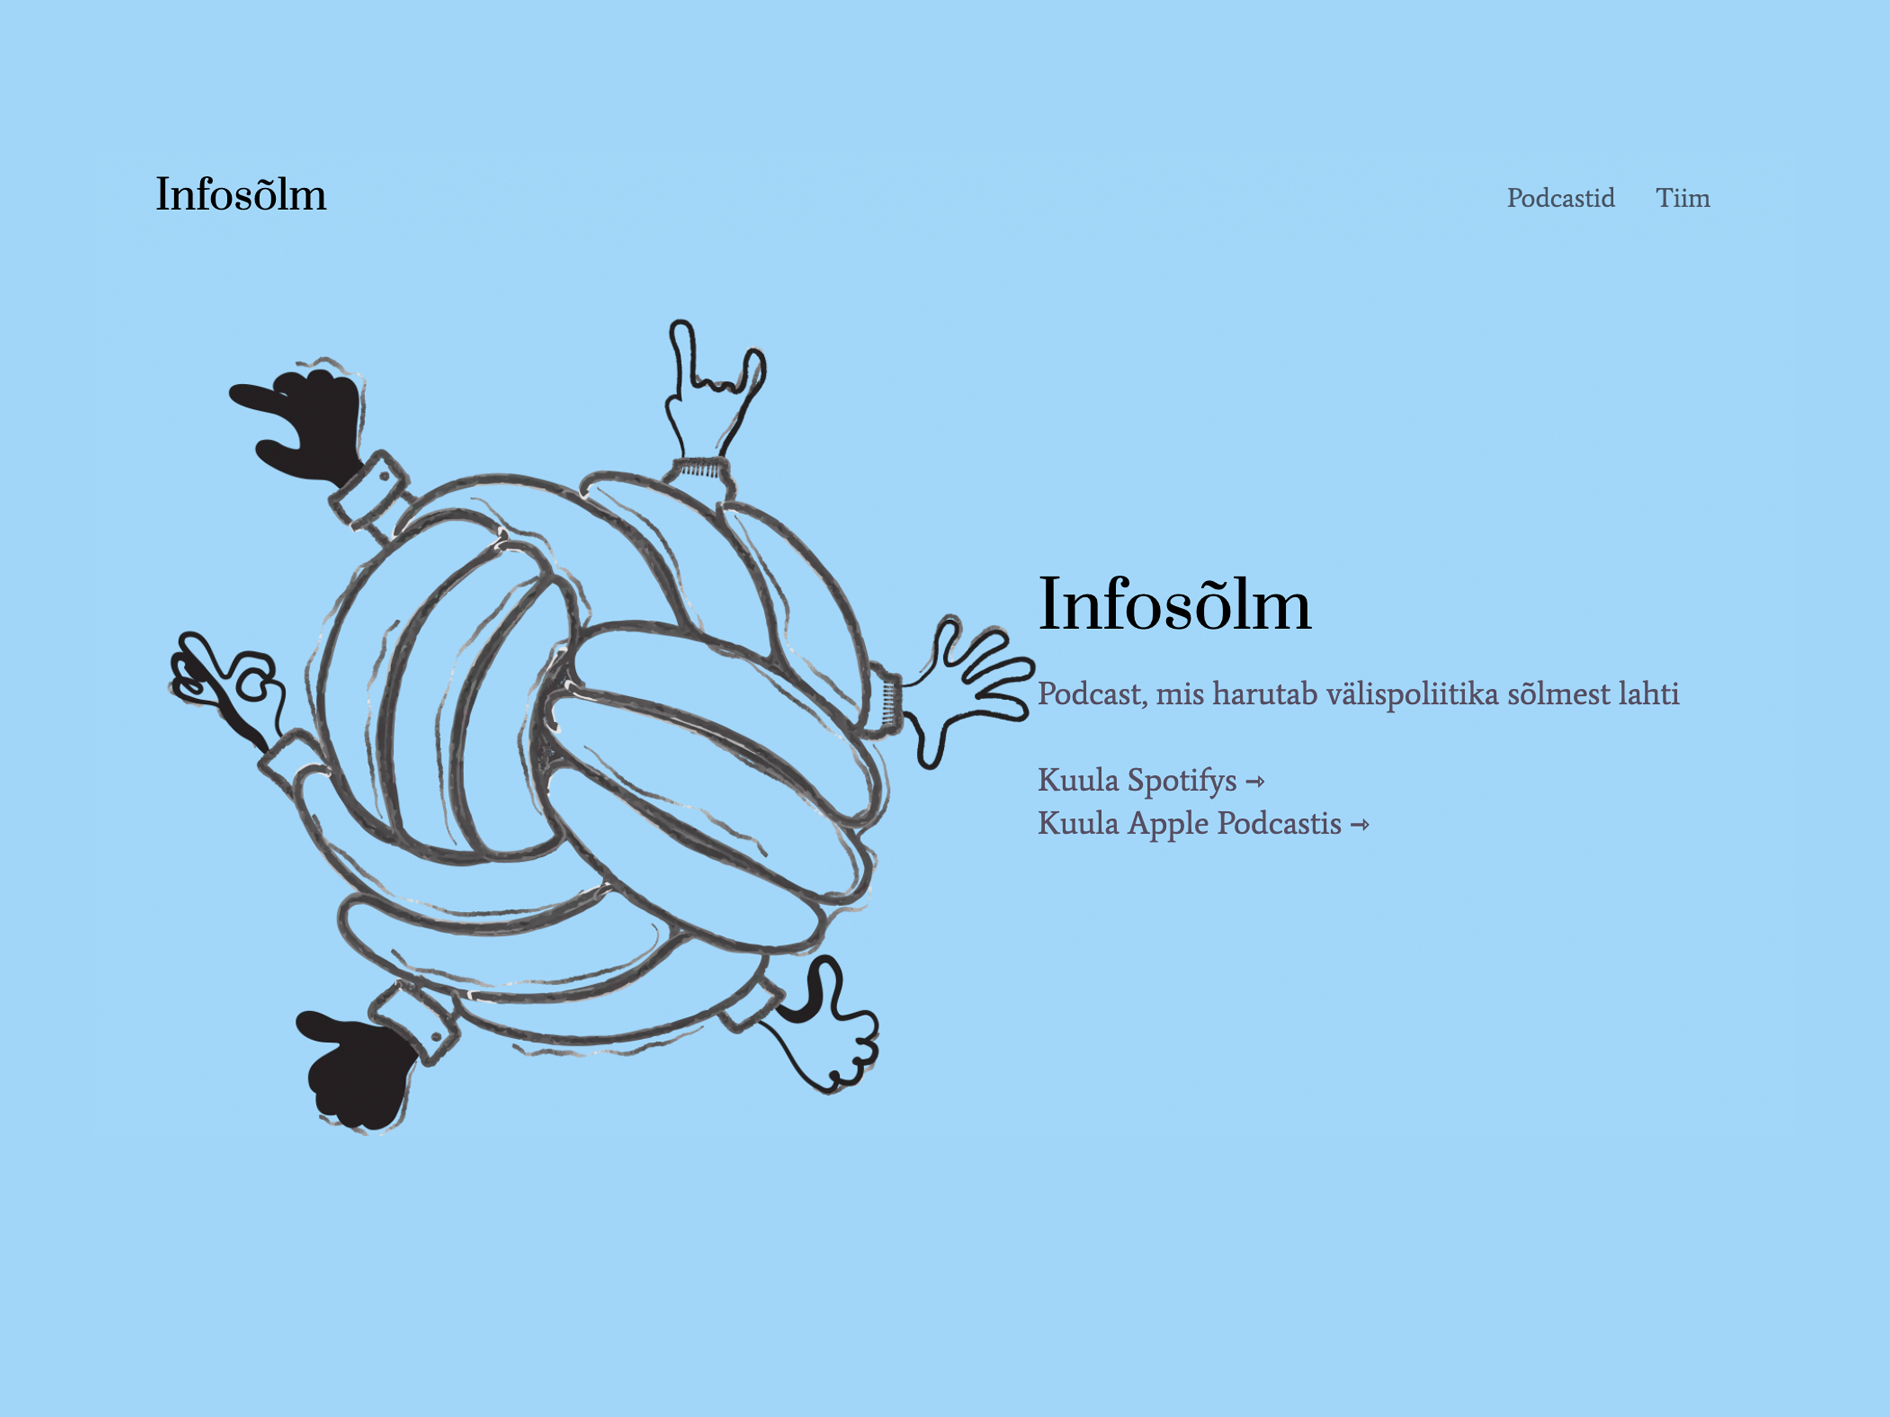 Infosõlm
Podcastid Tiim
Infosõlm
Podcast, mis harutab välispoliitika sõlmest lahti
Kuula Spotifys →
Kuula Apple Podcastis →